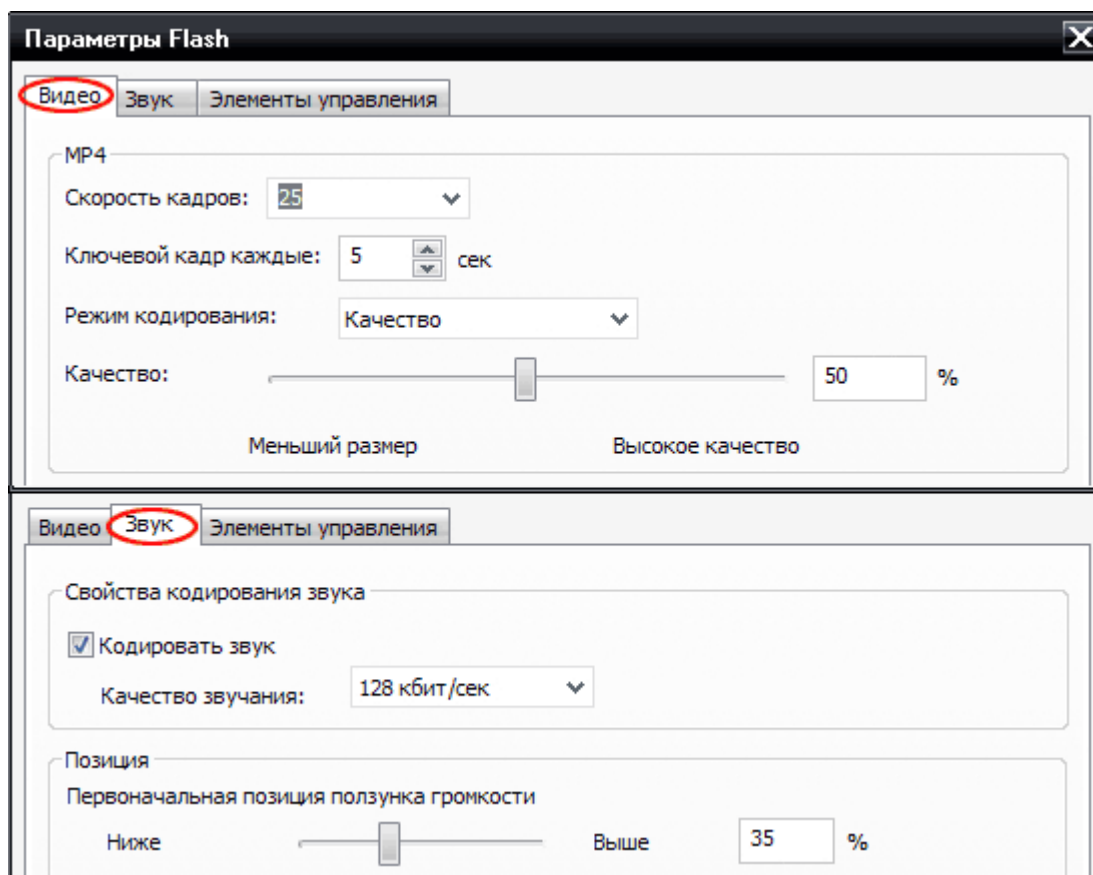 Параметры Flash
Видео Звук Элементы управления
MP4
Скорость кадров: 25
Ключевой кадр каждые: 5 сек
Режим кодирования: Качество
Качество: 50 %
Меньший размер Высокое качество
Видео Звук Элементы управления
Свойства кодирования звука
Кодировать звук
Качество звучания: 128 кбит/сек
Позиция
Первоначальная позиция ползунка громкости
Ниже Выше 35 %